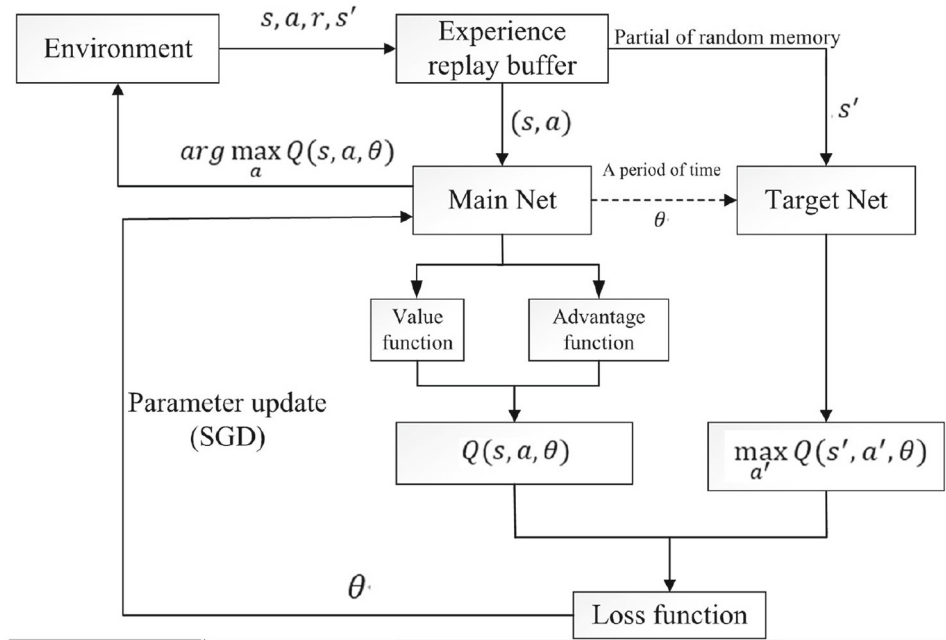 s, a, r, s′
Environment
Experience
replay buffer
Partial of random memory
(s, a)
s′
arg max Q(s, a, θ)
a
A period of time
Main Net
Target Net
θ
Value
function
Advantage
function
Parameter update
(SGD)
Q(s, a, θ)
max Q(s′, a′, θ)
a′
θ
Loss function